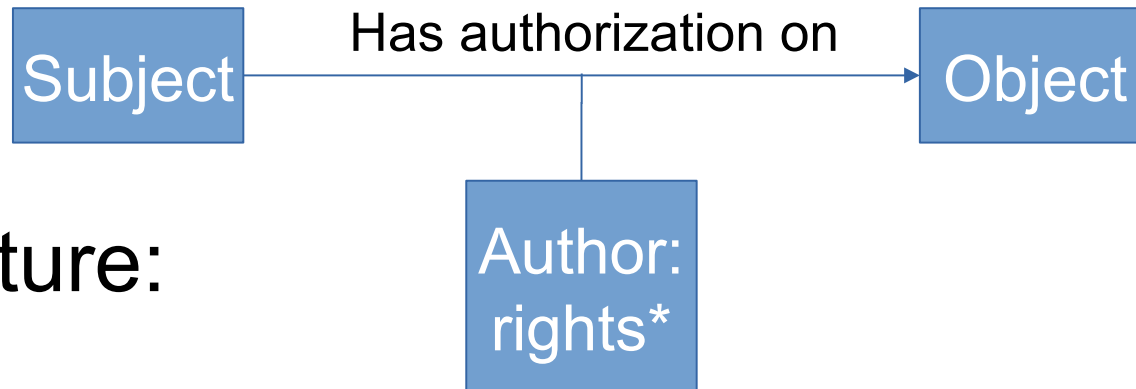 Has authorization on
Subject
Object
ture:
Author:
rights*